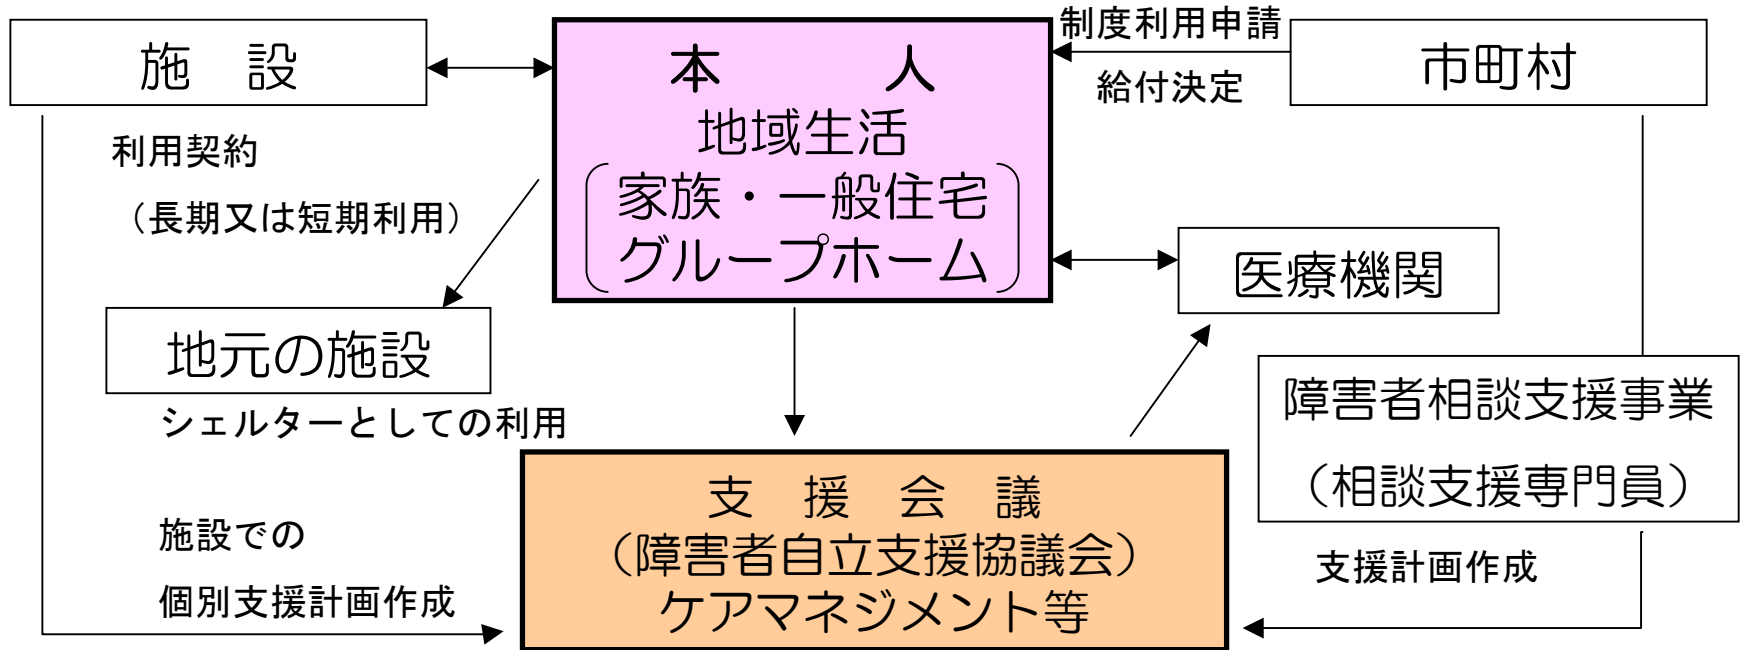 施　設
本　　　人
地域生活
家族・一般住宅
グループホーム
制度利用申請
給付決定
市町村
利用契約
（長期又は短期利用）
医療機関
地元の施設
シェルターとしての利用
障害者相談支援事業
（相談支援専門員）
支　援　会　議
（障害者自立支援協議会）
ケアマネジメント等
施設での
個別支援計画作成
支援計画作成